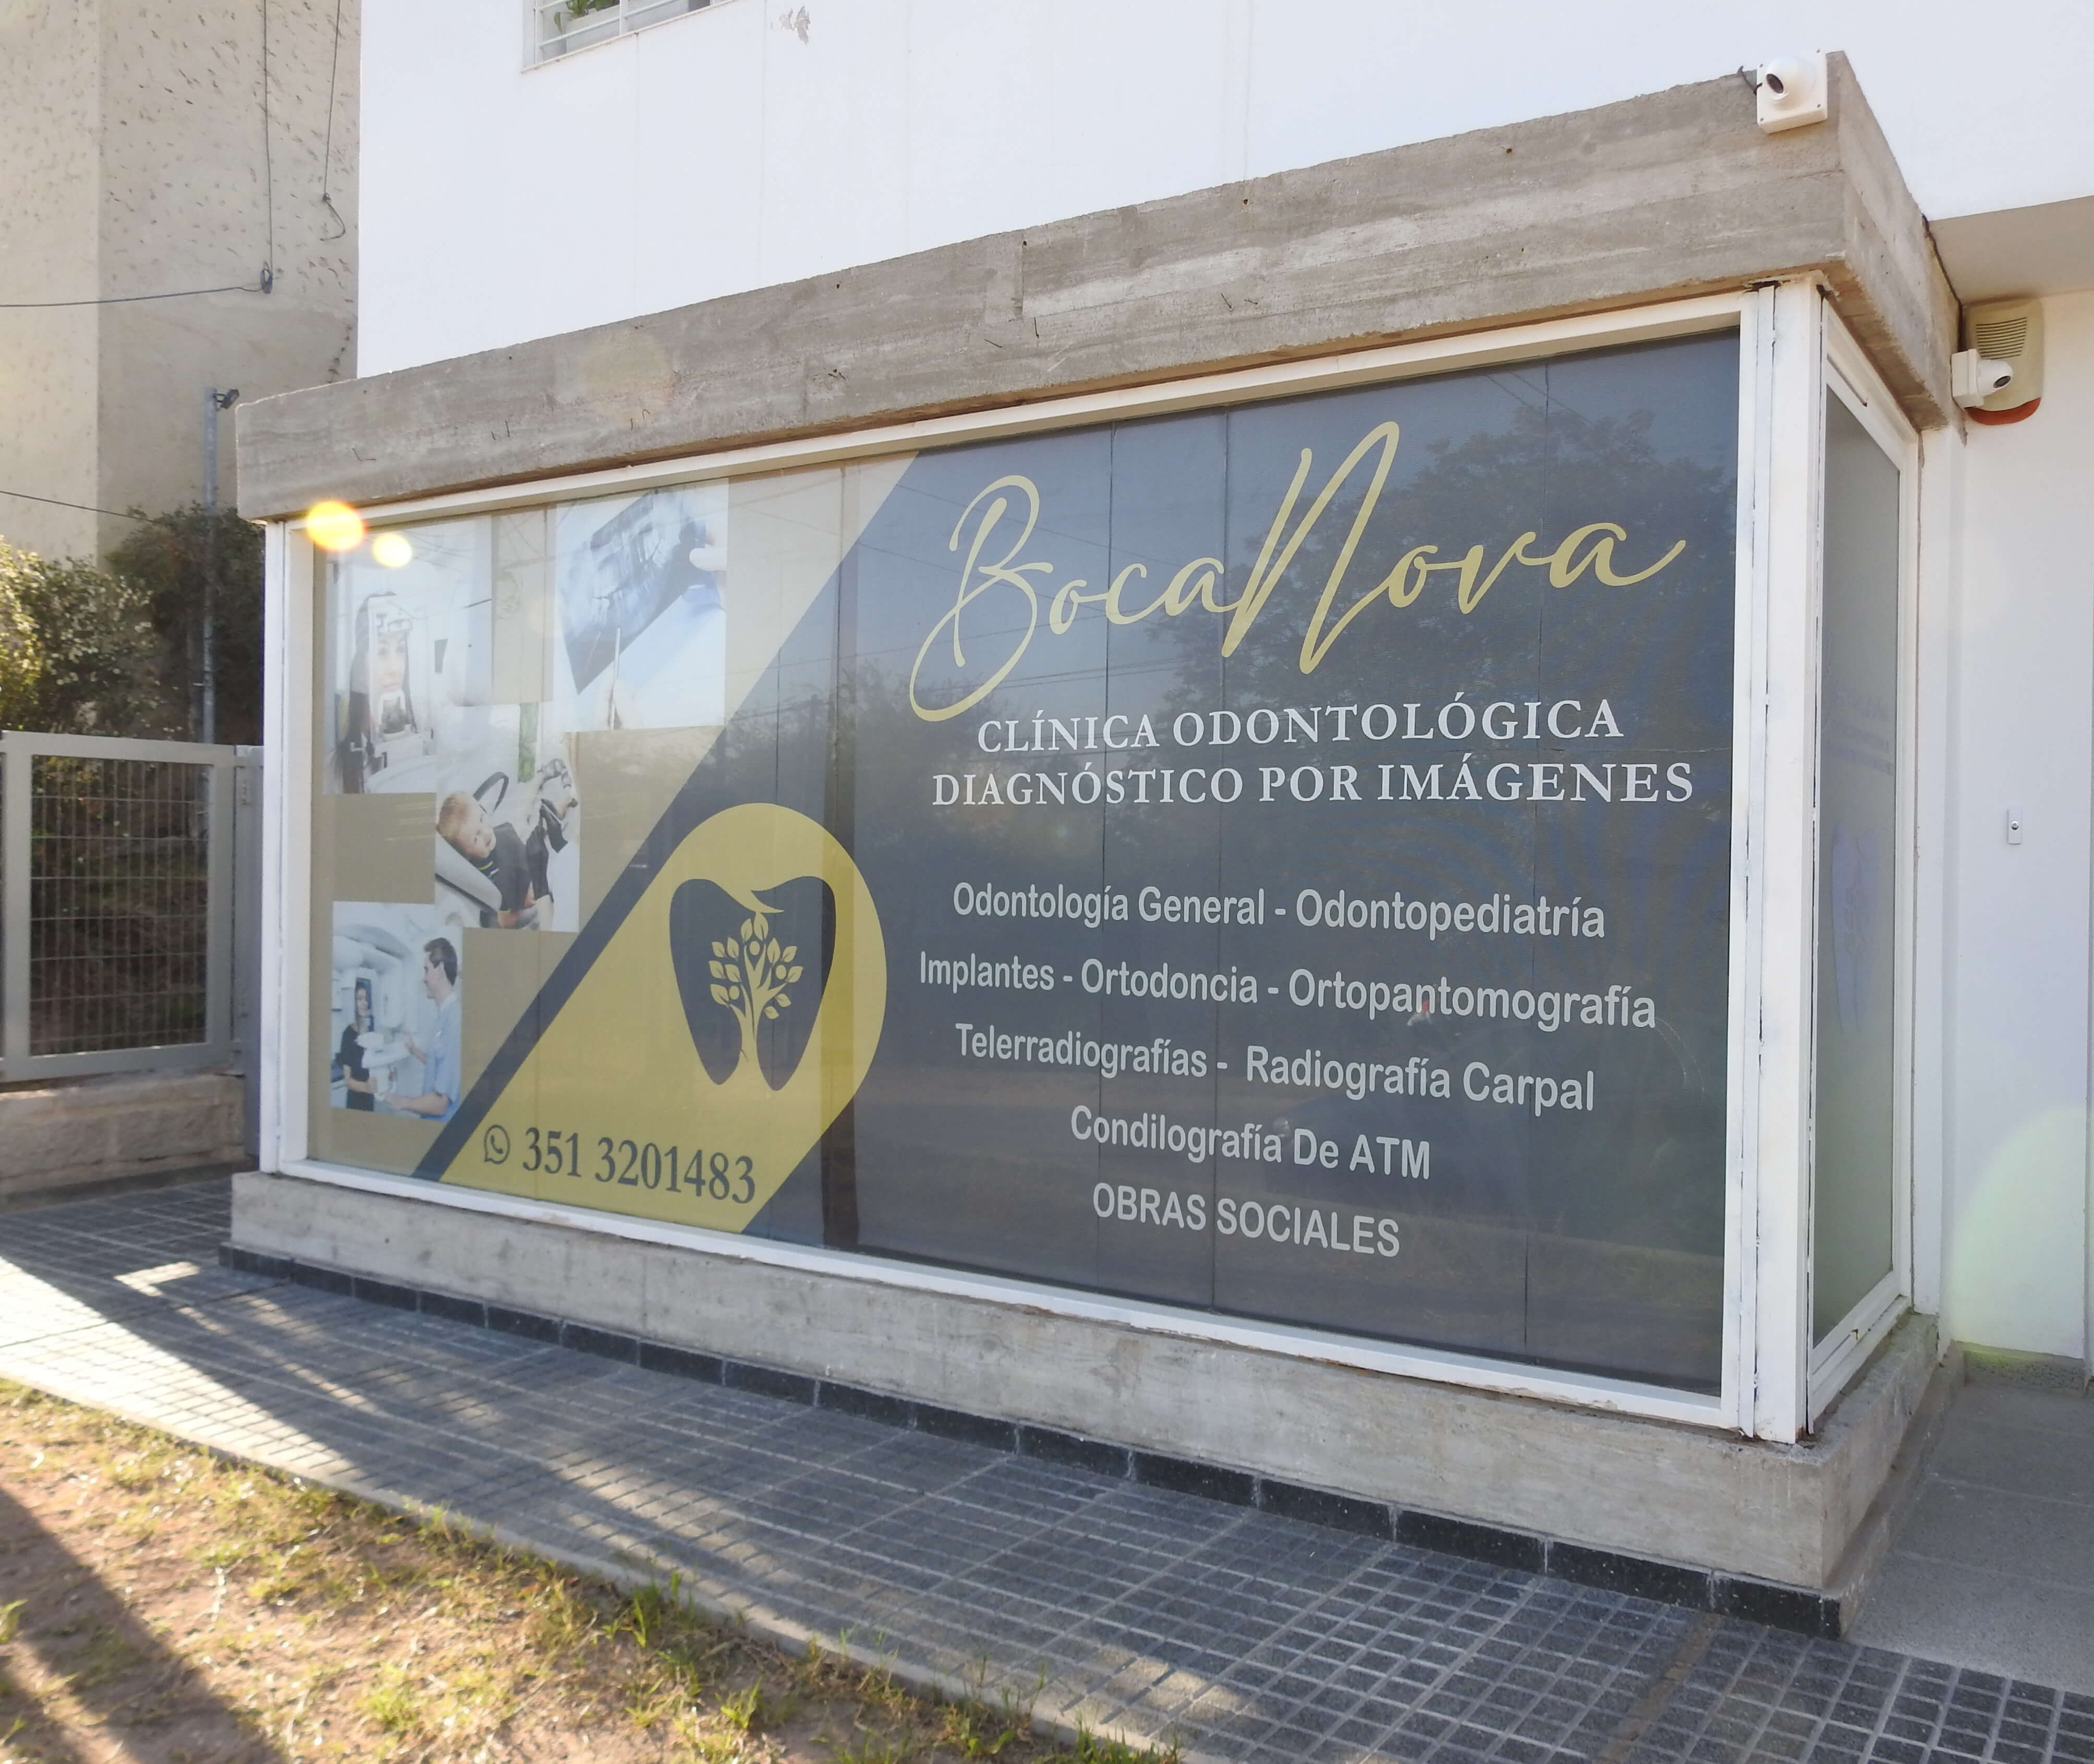 BocaNova
CLÍNICA ODONTOLÓGICA
DIAGNÓSTICO POR IMÁGENES
Odontología General - Odontopediatría
Implantes - Ortodoncia - Ortopantomografía
Telerradiografías - Radiografía Carpal
Condilografía De ATM
OBRAS SOCIALES
351 3201483